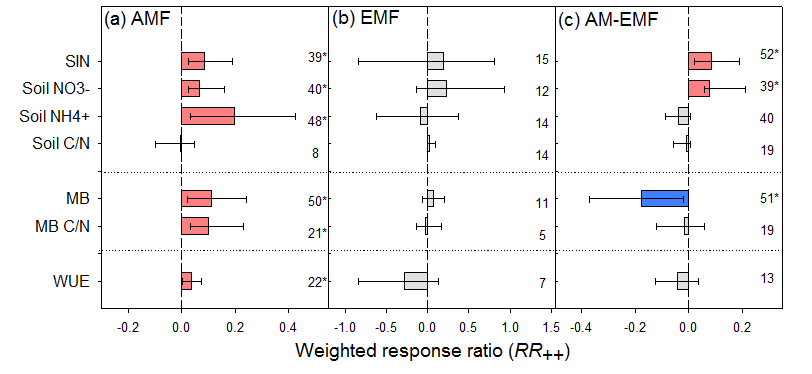 (a) AMF (b) EMF (c) AM-EMF
SIN 39* 15 52*
Soil NO3- 40* 12 39*
Soil NH4+ 48* 14 40
Soil C/N 8 14 19
MB 50* 11 51*
MB C/N 21* 5 19
WUE 22* 7 13
-0.2 0.0 0.2 0.4 -1.0 -0.5 0.0 0.5 1.0 1.5 -0.2 0.0 0.2
Weighted response ratio (RR++)